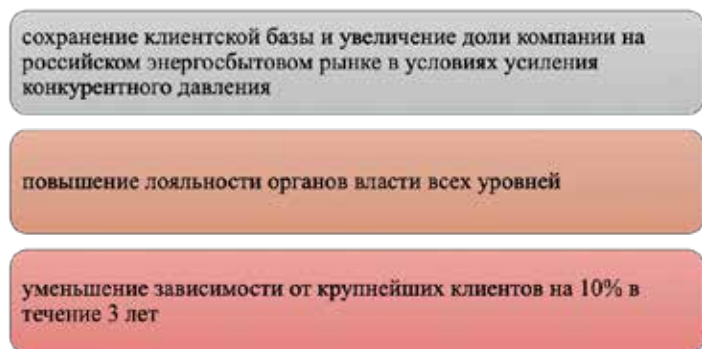 сохранение клиентской базы и увеличение доли компании на
российском энергосбытовом рынке в условиях усиления
конкурентного давления
повышение лояльности органов власти всех уровней
уменьшение зависимости от крупнейших клиентов на 10% в
течение 3 лет